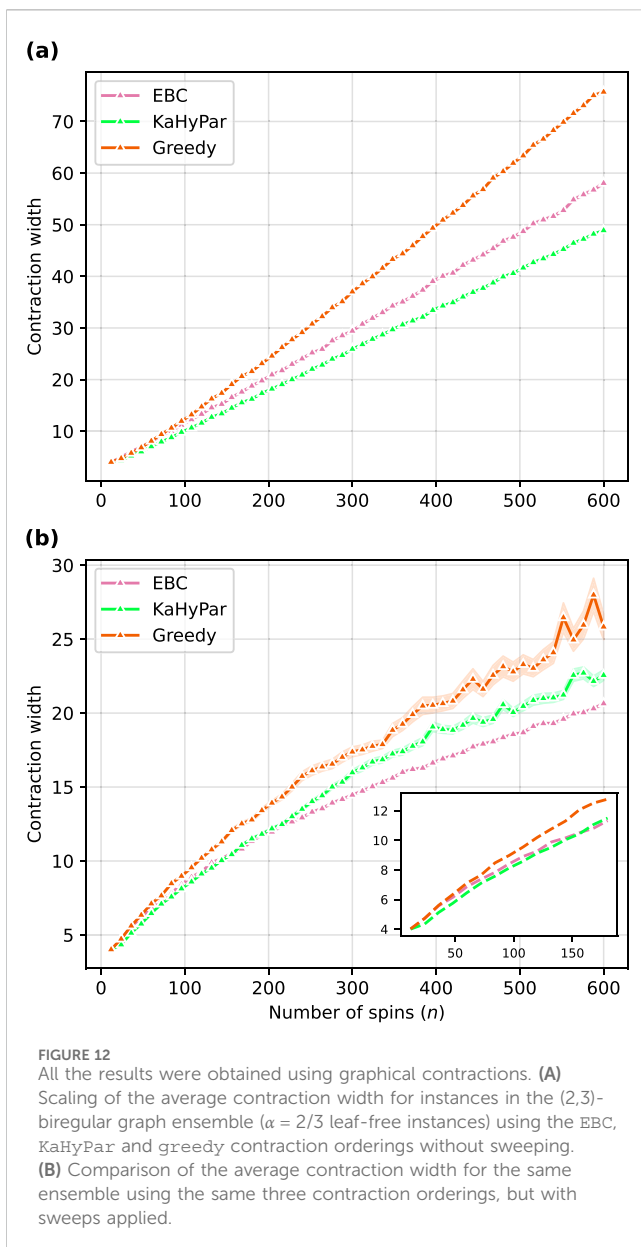 (a)
EBC
KaHyPar
Greedy
Contraction width
70
60
50
40
30
20
10
0 100 200 300 400 500 600
(b)
EBC
KaHyPar
Greedy
Contraction width
30
25
20
15
10
5
12
10
8
6
4
50 100 150
0 100 200 300 400 500 600
Number of spins (n)
FIGURE 12
All the results were obtained using graphical contractions. (A)
Scaling of the average contraction width for instances in the (2,3)-
biregular graph ensemble (α = 2/3 leaf-free instances) using the EBC,
KaHyPar and greedy contraction orderings without sweeping.
(B) Comparison of the average contraction width for the same
ensemble using the same three contraction orderings, but with
sweeps applied.